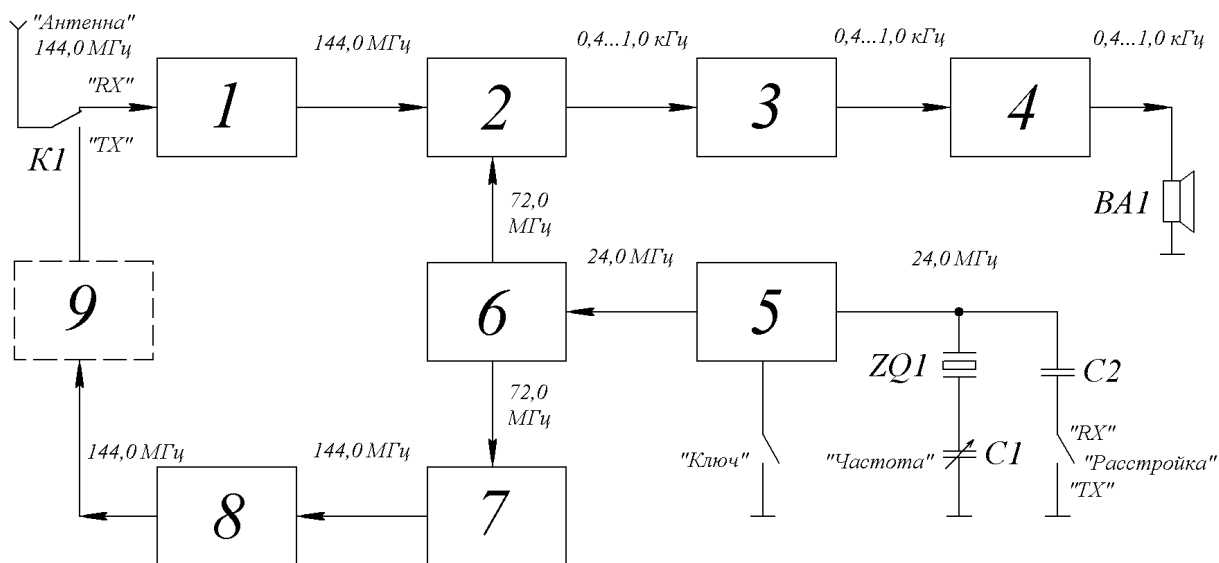 "Антенна"
144,0 МГц
144,0 МГц
0,4...1,0 кГц
0,4...1,0 кГц
0,4...1,0 кГц
"RX"
1
2
3
4
K1
"TX"
72,0
МГц
BA1
24,0 МГц
24,0 МГц
9
6
5
ZQ1
C2
72,0
МГц
"RX"
144,0 МГц
144,0 МГц
"Ключ"
"Частота"
C1
"Расстройка"
"TX"
8
7